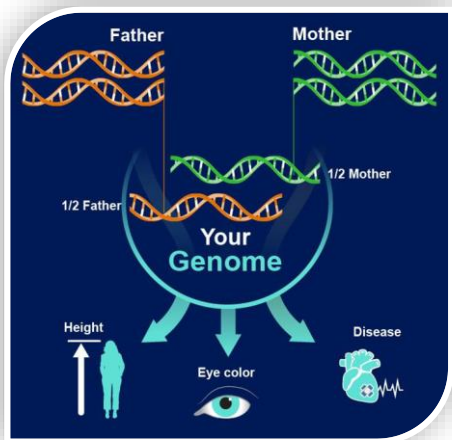 Father
Mother
1/2 Mother
1/2 Father
Your
Genome
Height
Eye color
Disease